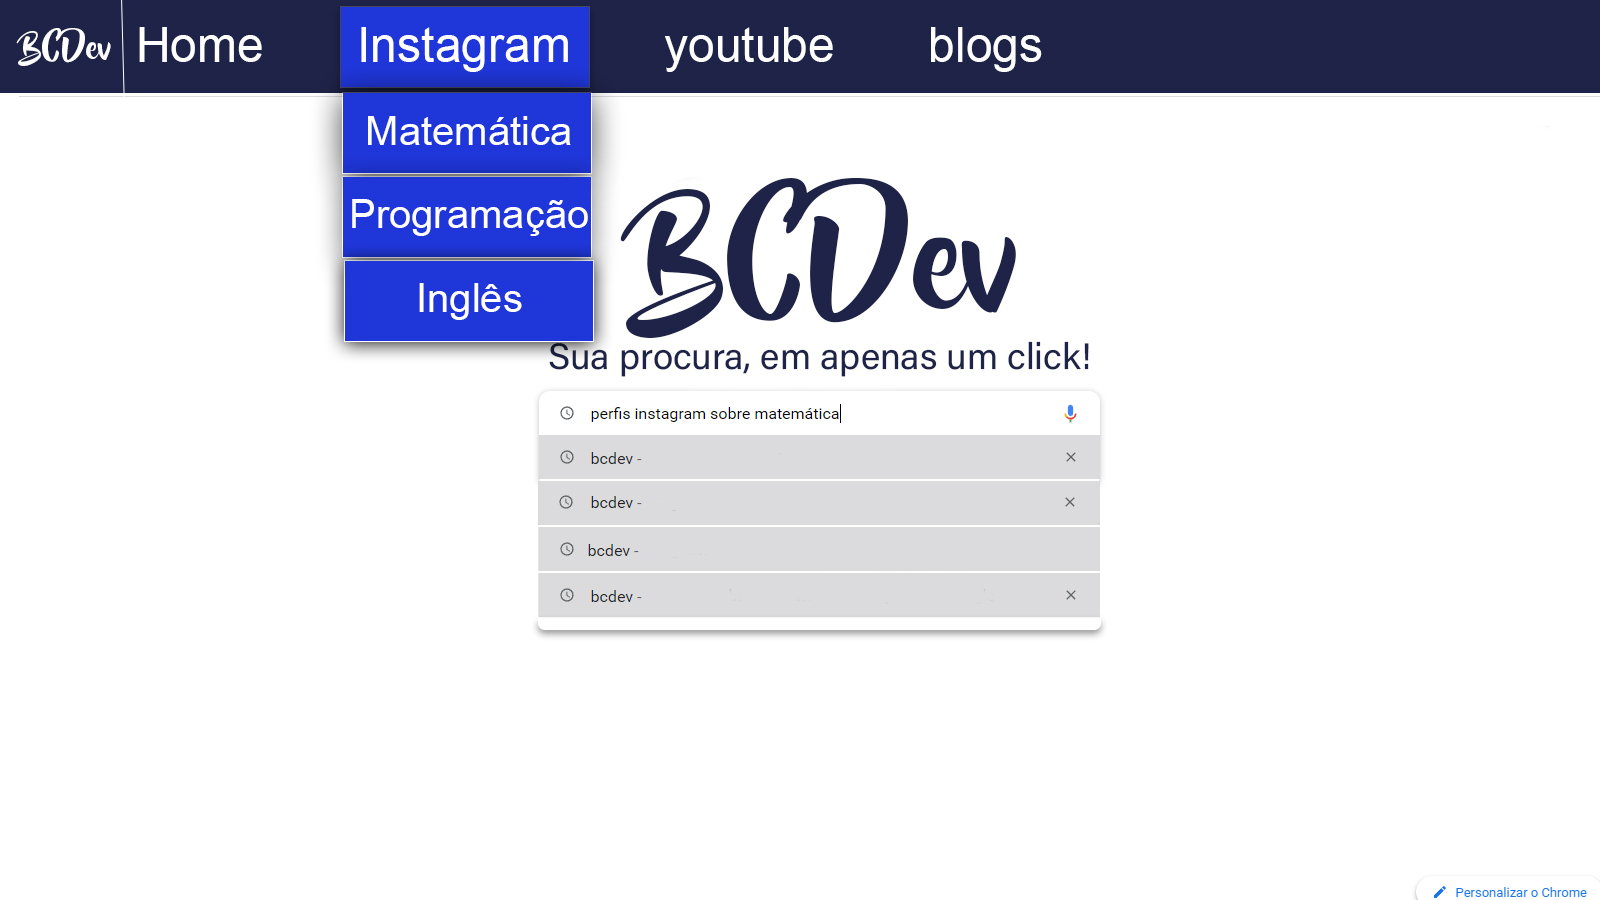 BCDev Home Instagram youtube blogs
Matemática
Programação
Inglês
BCDev
Sua procura, em apenas um click!
perfis instagram sobre matemática
bcdev -
bcdev -
bcdev -
bcdev -
Personalizar o Chrome